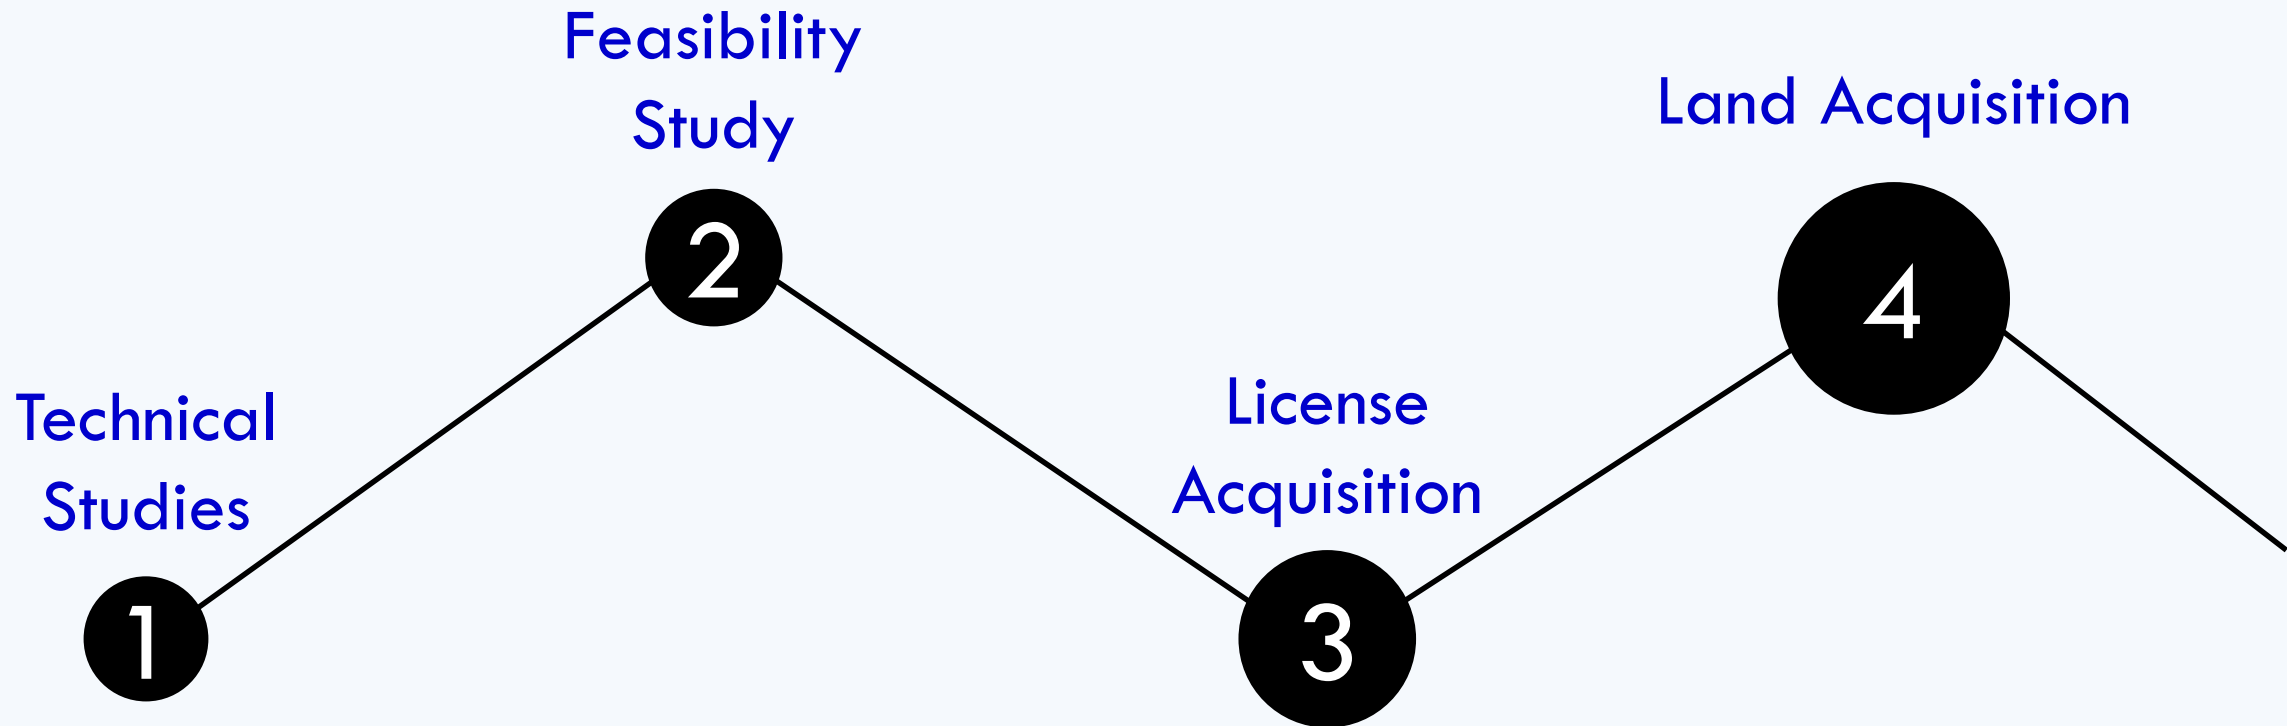 Feasibility
Study
Land Acquisition
2
4
Technical
Studies
License
Acquisition
1
3